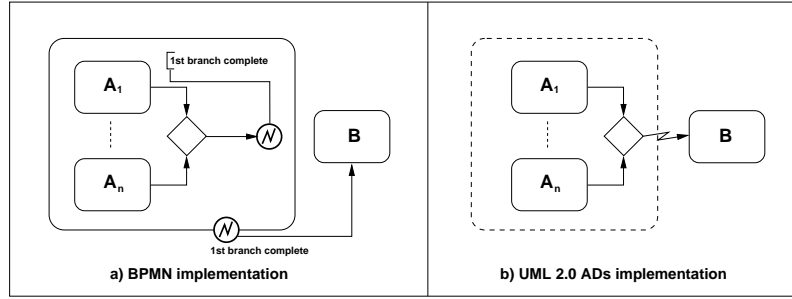 1st branch complete
A1
An
B
1st branch complete
a) BPMN implementation
A1
An
B
b) UML 2.0 ADs implementation